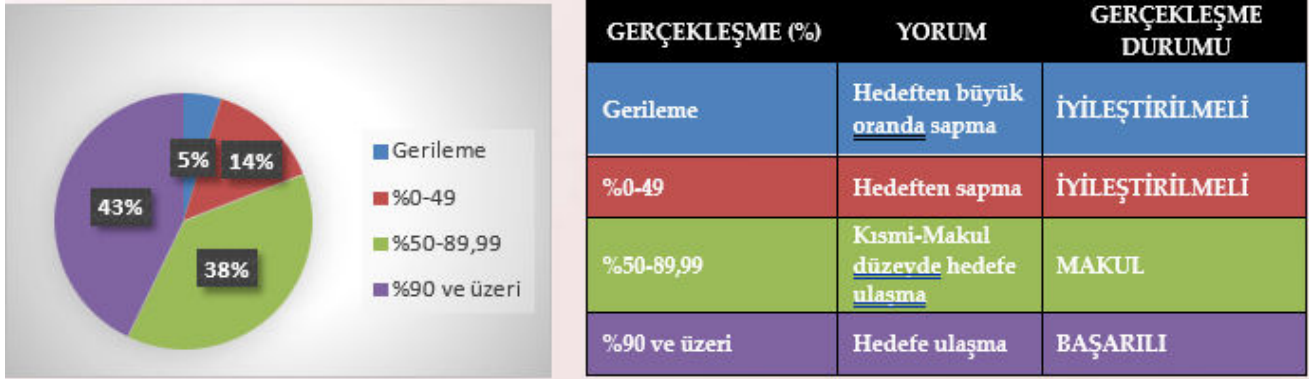 5%
14%
43%
38%
Gerileme
%0-49
%50-89,99
%90 ve üzeri
GERÇEKLEŞME (%)
YORUM
GERÇEKLEŞME
DURUMU
Gerileme
Hedeften büyük
oranda sapma
İYİLEŞTİRİLMELİ
%0-49
Hedeften sapma
İYİLEŞTİRİLMELİ
%50-89,99
Kısmi-Makul
düzeyde hedefe
ulaşma
MAKUL
%90 ve üzeri
Hedefe ulaşma
BAŞARILI